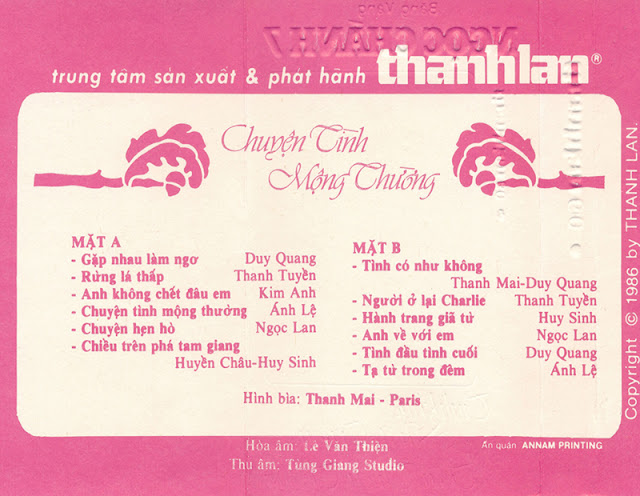 Băng Vàng
NGỌC CHÁNH 7
trung tâm sản xuất & phát hành thanhlan®
Chuyện Tình
Mộng Thường
MẶT A
- Gặp nhau làm ngơ Duy Quang
- Rừng lá thấp Thanh Tuyền
- Anh không chết đâu em Kim Anh
- Chuyện tình mộng thường Ánh Lệ
- Chuyện hẹn hò Ngọc Lan
- Chiều trên phá tam giang
Huyền Châu-Huy Sinh
MẶT B
- Tình có như không
Thanh Mai-Duy Quang
- Người ở lại Charlie Thanh Tuyền
- Hành trang giã từ Huy Sinh
- Anh về với em Ngọc Lan
- Tình đầu tình cuối Duy Quang
- Tạ từ trong đêm Ánh Lệ
Hình bìa: Thanh Mai - Paris
Hòa âm: Lê Văn Thiện
Thu âm: Tùng Giang Studio
Ấn quán ANNAM PRINTING
Copyright © 1986 by THANH LAN.